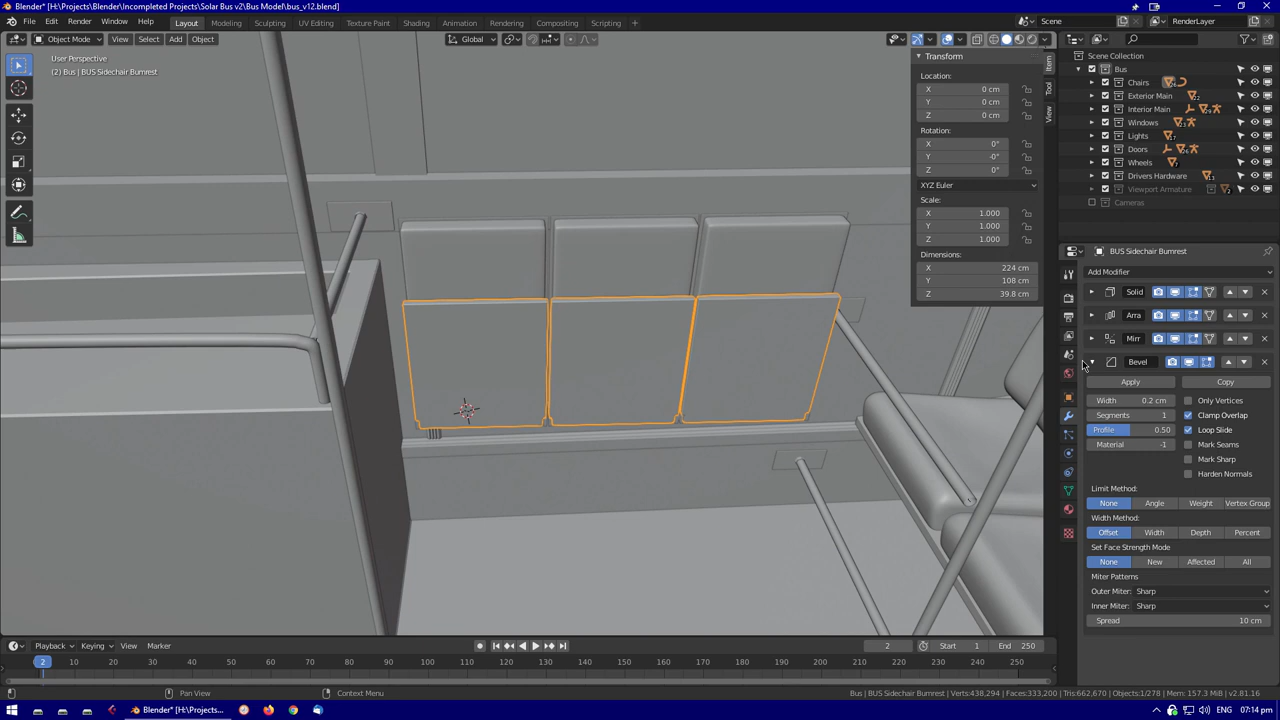 Blender* [H:\Projects\Blender\Incompleted Projects\Solar Bus v2\Bus Model\bus_v12.blend]
File Edit Render Window Help Layout Modeling Sculpting UV Editing Texture Paint Shading Animation Rendering Compositing Scripting Scene RenderLayer
Object Mode View Select Add Object Global
User Perspective
(2) Bus | BUS Sidechair Bumrest
Transform
Location:
X 0 cm
Y 0 cm
Z 0 cm
Rotation:
X 0°
Y -0°
Z 0°
XYZ Euler
Scale:
X 1.000
Y 1.000
Z 1.000
Dimensions:
X 224 cm
Y 108 cm
Z 39.8 cm
Item
Tool
View
Scene Collection
Bus
Chairs
Exterior Main
Interior Main
Windows
Lights
Doors
Wheels
Drivers Hardware
Viewport Armature
Cameras
BUS Sidechair Bumrest
Add Modifier
Solid
Arra
Mirr
Bevel
Apply Copy
Width 0.2 cm Only Vertices
Segments 1 Clamp Overlap
Profile 0.50 Loop Slide
Material -1 Mark Seams
Mark Sharp
Harden Normals
Limit Method:
None Angle Weight Vertex Group
Width Method:
Offset Width Depth Percent
Set Face Strength Mode
None New Affected All
Miter Patterns
Outer Miter: Sharp
Inner Miter: Sharp
Spread 10 cm
Playback Keying View Marker 2 Start 1 End 250
2 10 20 30 40 50 60 70 80 90 100 110 120 130 140 150 160 170 180 190 200 210 220 230 240 250
Pan View Context Menu Bus | BUS Sidechair Bumrest | Verts:438,294 | Faces:333,200 | Tris:662,670 | Objects:1/278 | Mem: 157.3 MiB | v2.81.16
Blender* [H:\Projects... ENG 07:14 pm